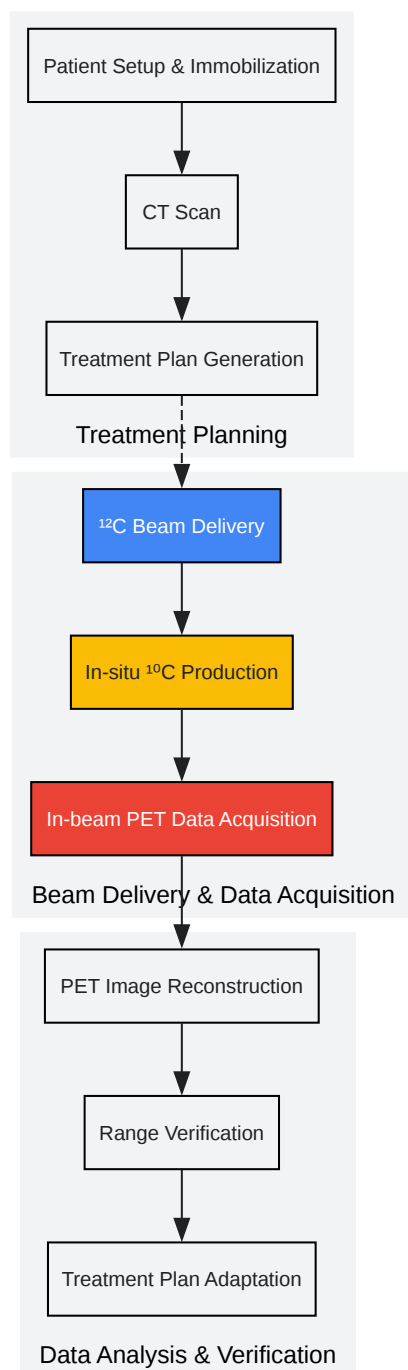 Patient Setup & Immobilization
CT Scan
Treatment Plan Generation
Treatment Planning
¹²C Beam Delivery
In-situ ¹⁰C Production
In-beam PET Data Acquisition
Beam Delivery & Data Acquisition
PET Image Reconstruction
Range Verification
Treatment Plan Adaptation
Data Analysis & Verification